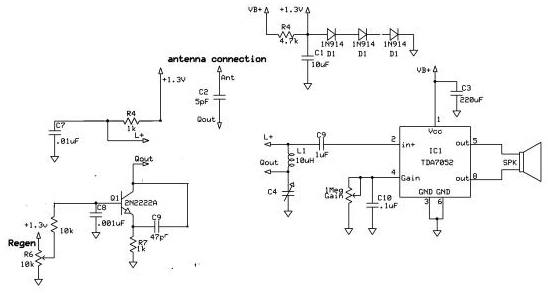 VB+ +1.3V
R4
4.7k
1N914 1N914 1N914
D1 D1 D1
C1
10uF
antenna connection
+1.3V
Ant
C2
5pF
Qout
VB+
C3
220uF
C7
.01uF
R4
1k
L+
L+
C9
1uF
1
Vcc
2 in+
IC1
TDA7052
out 5
SPK
Qout
L1
10uH
C4
4 Gain
out 8
1Meg
Gain
C10
.1uF
GND GND
3 6
Qout
Q1
2N2222A
C8
.001uF
C9
47pF
+1.3v
10k
Regen
R6
10k
R7
1k